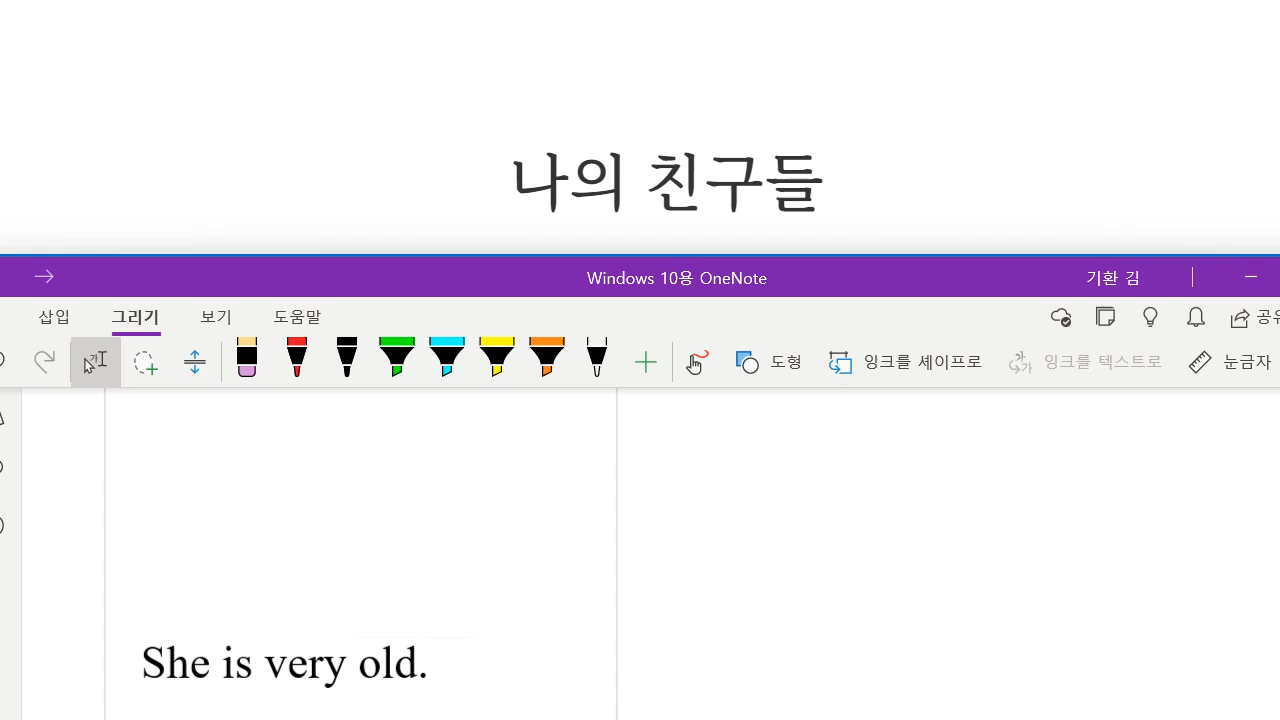 나의 친구들
Windows 10용 OneNote
기환 김
삽입 그리기 보기 도움말
공유
도형 잉크를 셰이프로 잉크를 텍스트로 눈금자
She is very old.